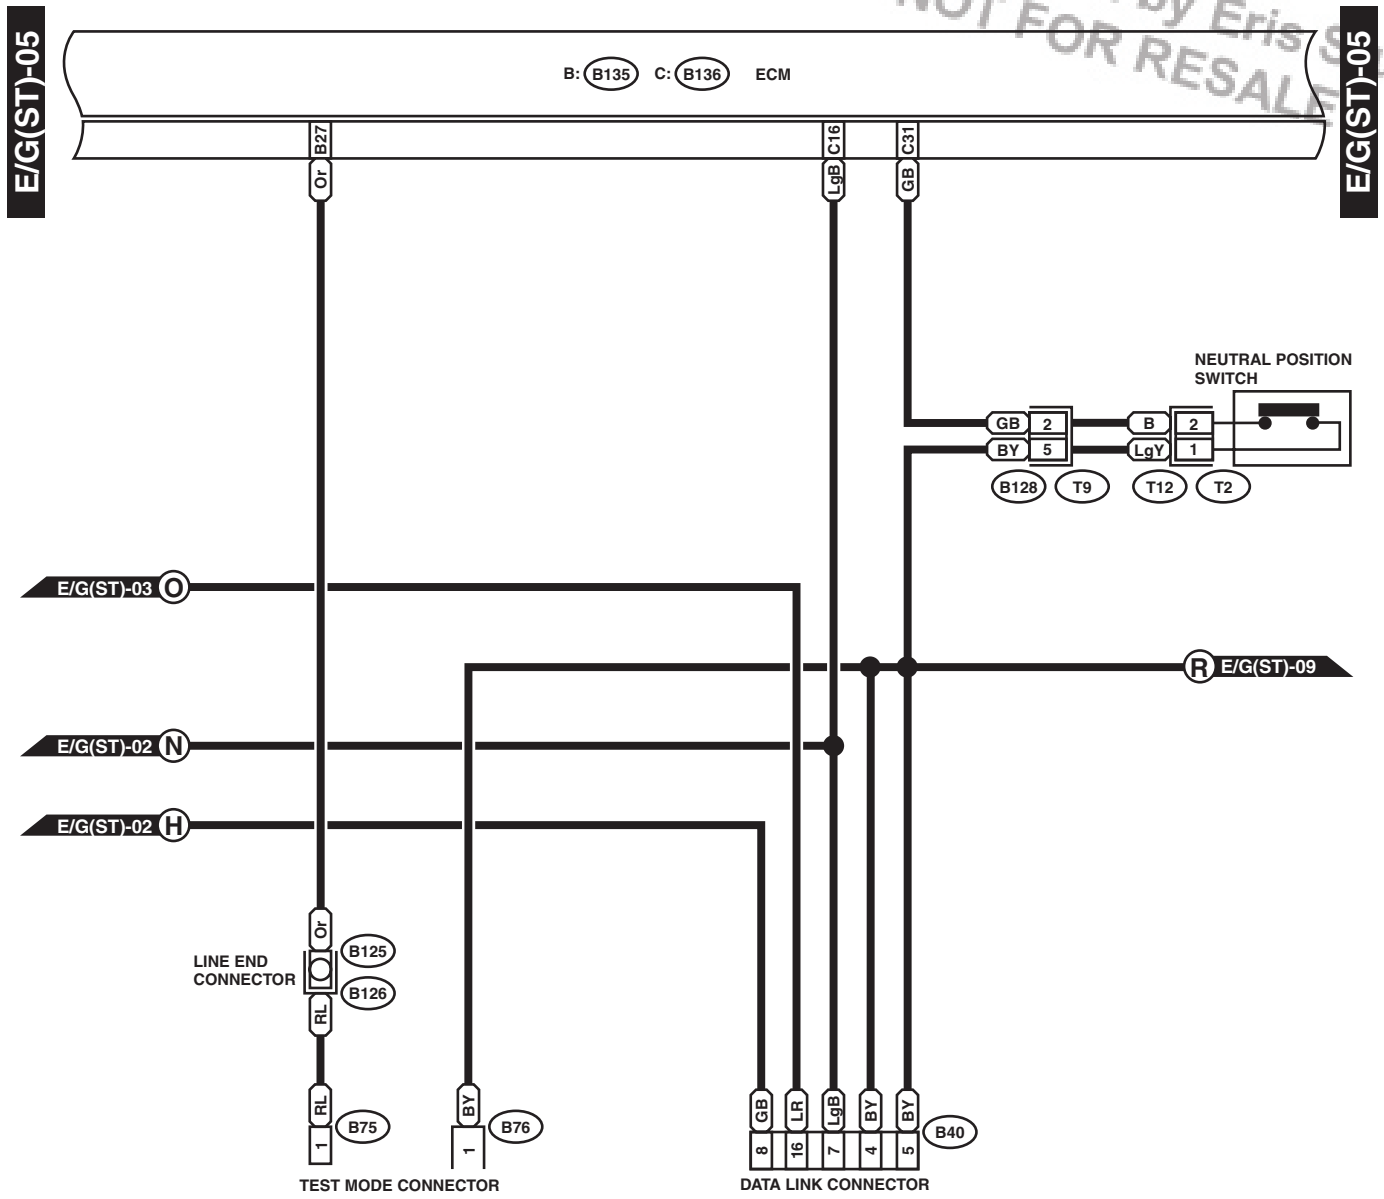 by Eris S
NOT FOR RESALE
E/G(ST)-05
E/G(ST)-05
B: B135 C: B136 ECM
B27
C16
C31
Or
LgB
GB
NEUTRAL POSITION
SWITCH
GB 2 B 2
BY 5 LgY 1
B128 T9 T12 T2
E/G(ST)-03 O
R E/G(ST)-09
E/G(ST)-02 N
E/G(ST)-02 H
Or
B125
LINE END
CONNECTOR
B126
RL
RL
BY
GB
LR
LgB
BY
BY
1
B75
1
B76
8
16
7
4
5
B40
TEST MODE CONNECTOR
DATA LINK CONNECTOR